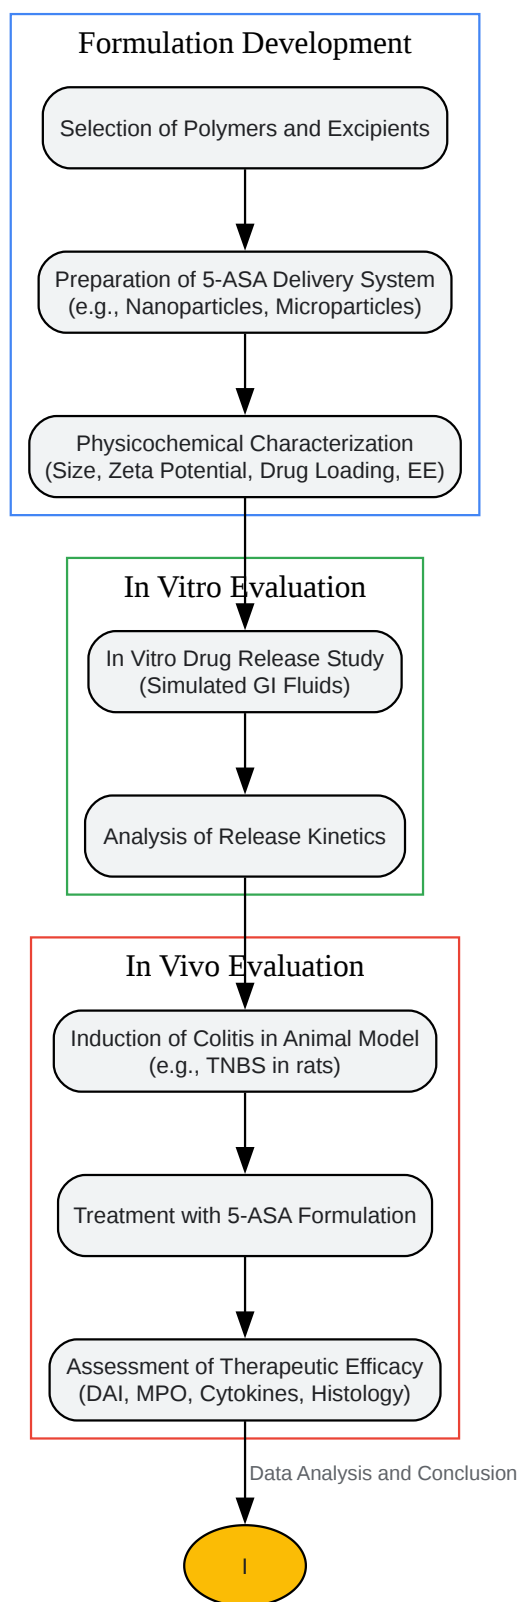 Formulation Development
Selection of Polymers and Excipients
Preparation of 5-ASA Delivery System
(e.g., Nanoparticles, Microparticles)
Physicochemical Characterization
(Size, Zeta Potential, Drug Loading, EE)
In Vitro Evaluation
In Vitro Drug Release Study
(Simulated GI Fluids)
Analysis of Release Kinetics
In Vivo Evaluation
Induction of Colitis in Animal Model
(e.g., TNBS in rats)
Treatment with 5-ASA Formulation
Assessment of Therapeutic Efficacy
(DAI, MPO, Cytokines, Histology)
Data Analysis and Conclusion
I